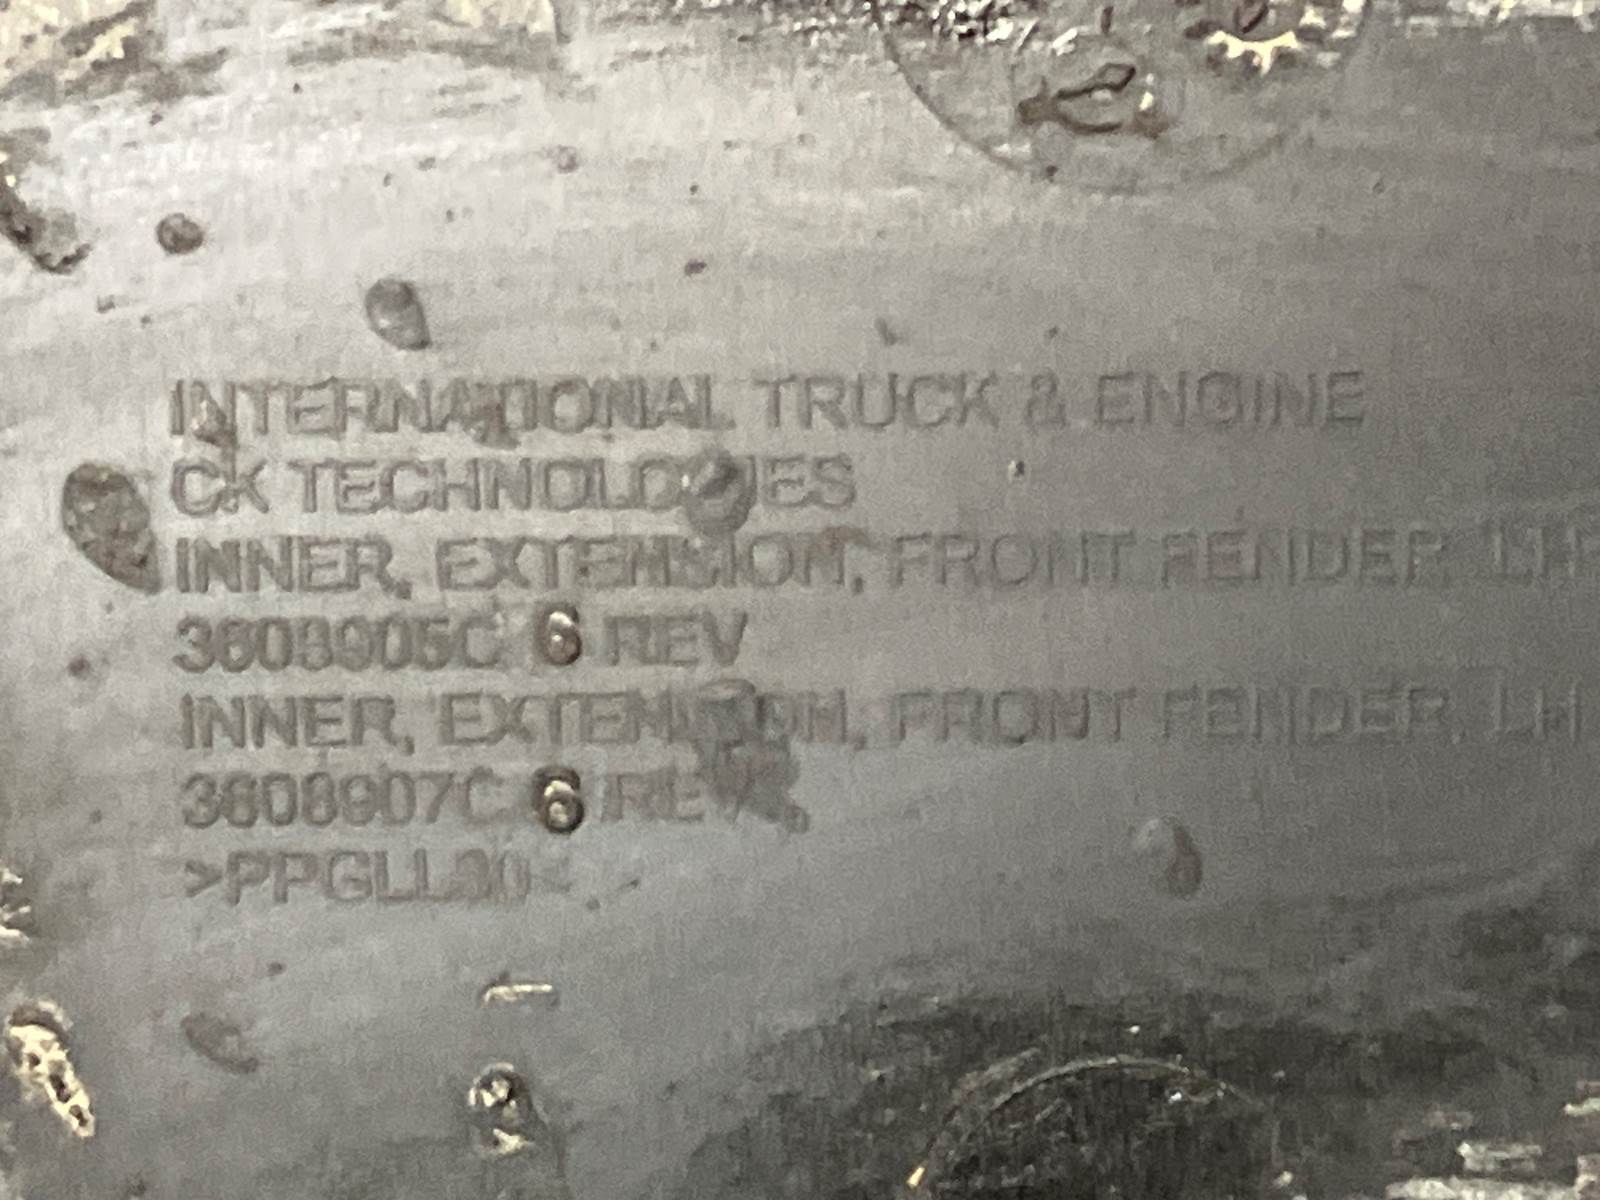 INTERNATIONAL TRUCK & ENGINE
CK TECHNOLOGIES
INNER, EXTENSION, FRONT FENDER, LH
3608905C 6 REV
INNER, EXTENSION, FRONT FENDER, LH
3608907C 6 REV
>PPGLL30<